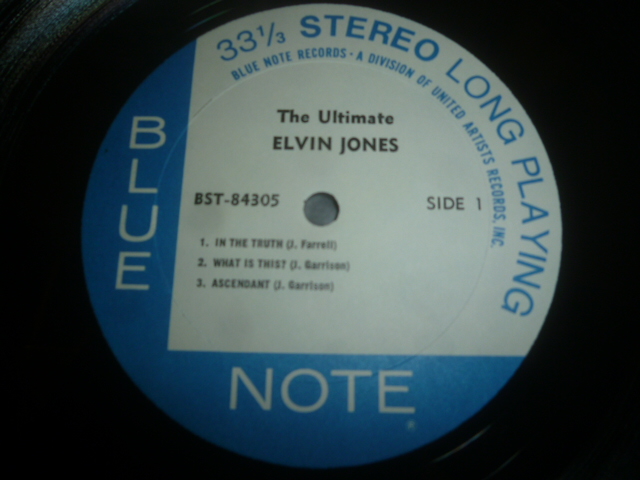 33⅓ STEREO LONG PLAYING
BLUE NOTE RECORDS · A DIVISION OF UNITED ARTISTS RECORDS, INC.
The Ultimate
ELVIN JONES
BST-84305
SIDE 1
1. IN THE TRUTH (J. Farrell)
2. WHAT IS THIS? (J. Garrison)
3. ASCENDANT (J. Garrison)
BLUE
NOTE®